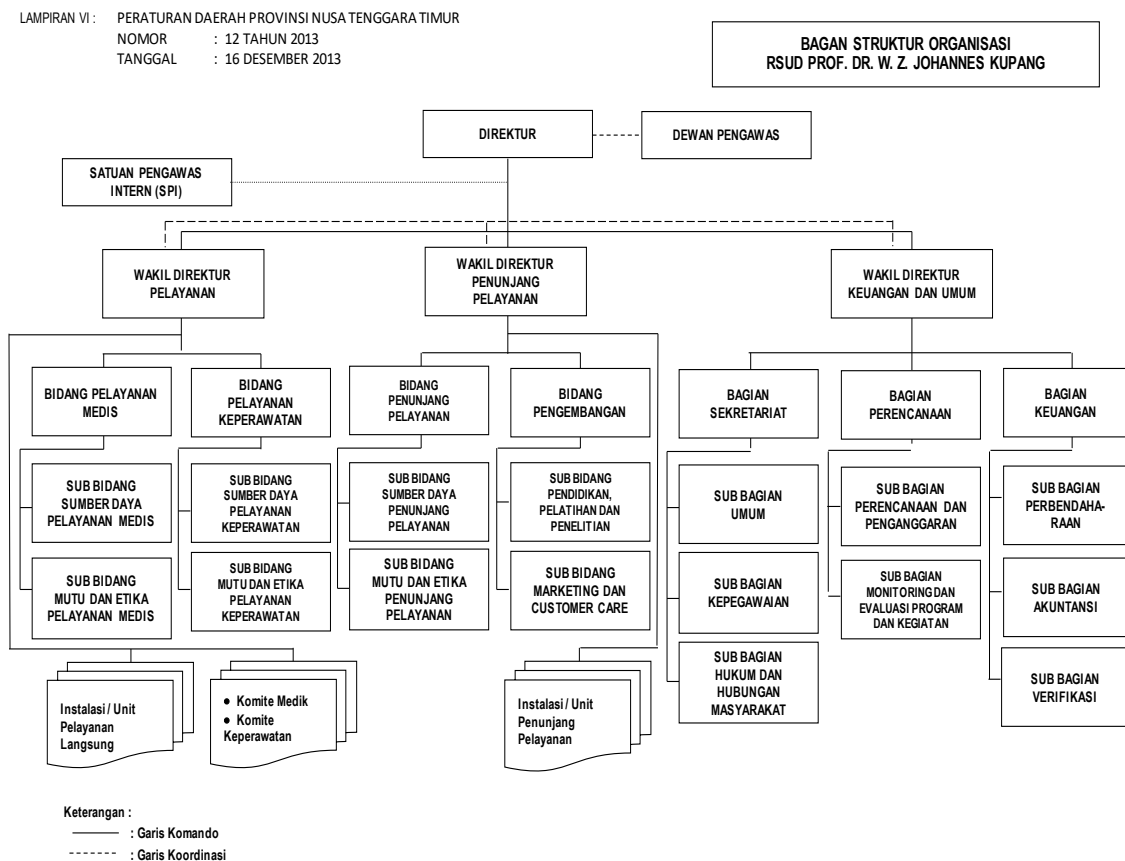 LAMPIRAN VI : PERATURAN DAERAH PROVINSI NUSA TENGGARA TIMUR
NOMOR : 12 TAHUN 2013
TANGGAL : 16 DESEMBER 2013
BAGAN STRUKTUR ORGANISASI
RSUD PROF. DR. W. Z. JOHANNES KUPANG
DIREKTUR
DEWAN PENGAWAS
SATUAN PENGAWAS
INTERN (SPI)
WAKIL DIREKTUR
PELAYANAN
WAKIL DIREKTUR
PENUNJANG
PELAYANAN
WAKIL DIREKTUR
KEUANGAN DAN UMUM
BIDANG PELAYANAN
MEDIS
BIDANG
PELAYANAN
KEPERAWATAN
BIDANG
PENUNJANG
PELAYANAN
BIDANG
PENGEMBANGAN
BAGIAN
SEKRETARIAT
BAGIAN
PERENCANAAN
BAGIAN
KEUANGAN
SUB BIDANG
SUMBER DAYA
PELAYANAN MEDIS
SUB BIDANG
SUMBER DAYA
PELAYANAN
KEPERAWATAN
SUB BIDANG
SUMBER DAYA
PENUNJANG
PELAYANAN
SUB BIDANG
PENDIDIKAN,
PELATIHAN DAN
PENELITIAN
SUB BAGIAN
UMUM
SUB BAGIAN
PERENCANAAN DAN
PENGANGGARAN
SUB BAGIAN
PERBENDAHA-
RAAN
SUB BIDANG
MUTU DAN ETIKA
PELAYANAN MEDIS
SUB BIDANG
MUTU DAN ETIKA
PELAYANAN
KEPERAWATAN
SUB BIDANG
MUTU DAN ETIKA
PENUNJANG
PELAYANAN
SUB BIDANG
MARKETING DAN
CUSTOMER CARE
SUB BAGIAN
KEPEGAWAIAN
SUB BAGIAN
MONITORING DAN
EVALUASI PROGRAM
DAN KEGIATAN
SUB BAGIAN
AKUNTANSI
SUB BAGIAN
HUKUM DAN
HUBUNGAN
MASYARAKAT
SUB BAGIAN
VERIFIKASI
Instalasi / Unit
Pelayanan
Langsung
● Komite Medik
● Komite
Keperawatan
Instalasi / Unit
Penunjang
Pelayanan
Keterangan :
: Garis Komando
: Garis Koordinasi